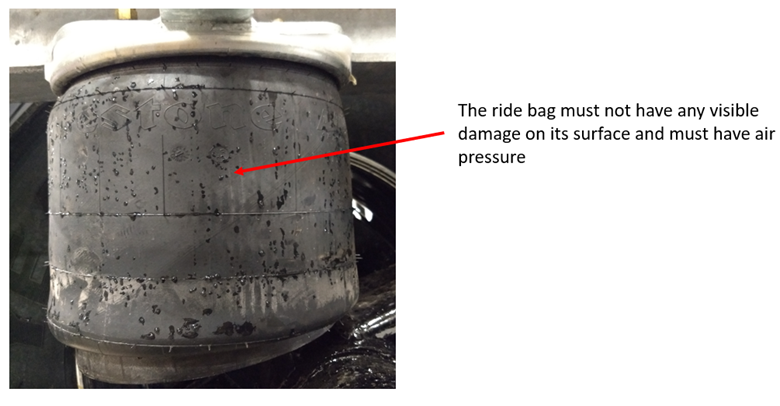 The ride bag must not have any visible
damage on its surface and must have air
pressure